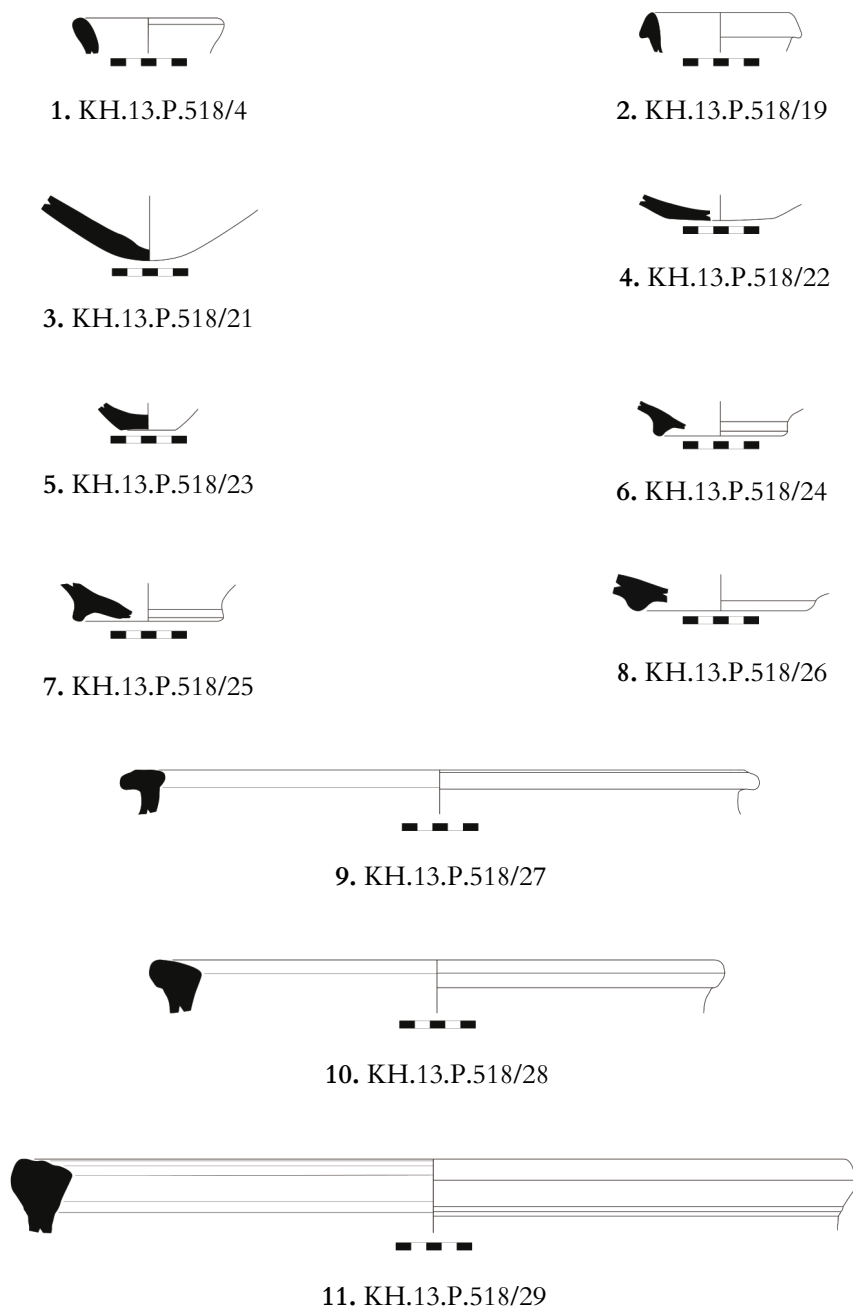 1. KH.13.P.518/4
2. KH.13.P.518/19
3. KH.13.P.518/21
4. KH.13.P.518/22
5. KH.13.P.518/23
6. KH.13.P.518/24
7. KH.13.P.518/25
8. KH.13.P.518/26
9. KH.13.P.518/27
10. KH.13.P.518/28
11. KH.13.P.518/29